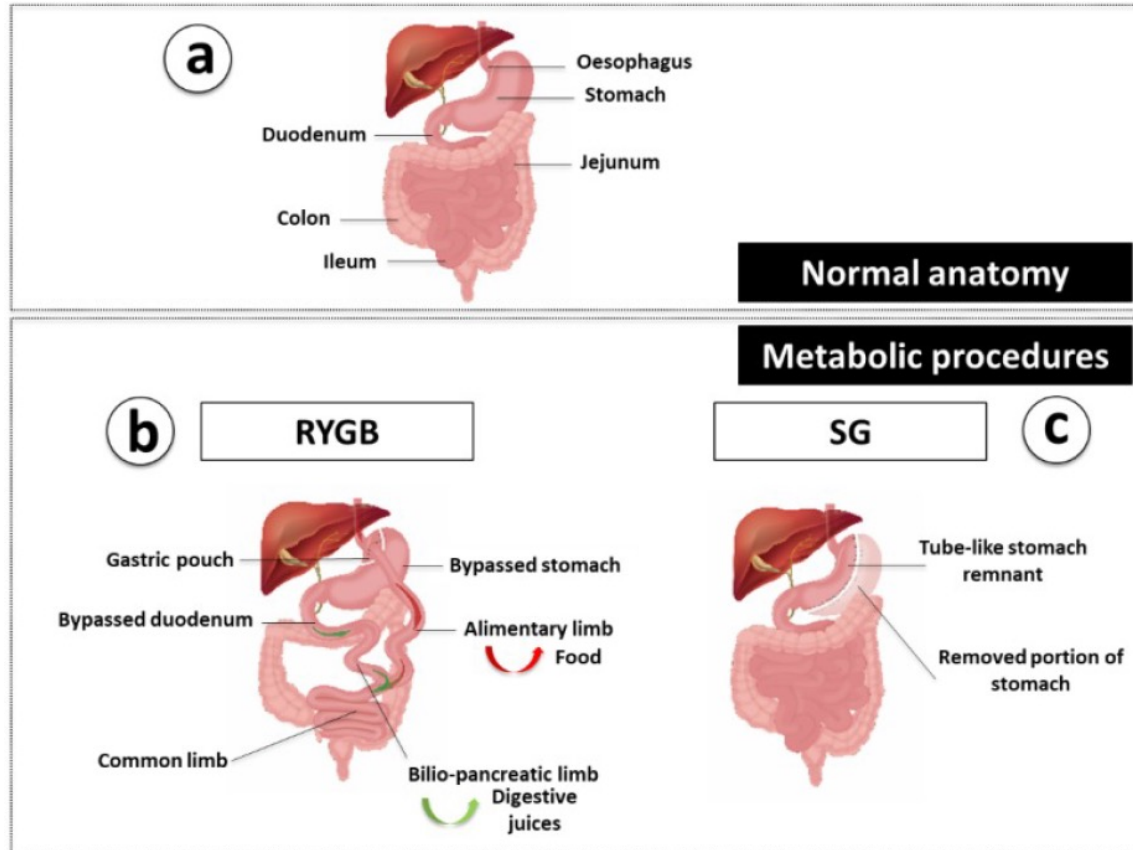 a
Oesophagus
Stomach
Duodenum
Jejunum
Colon
Ileum
Normal anatomy
Metabolic procedures
b
RYGB
SG
c
Gastric pouch
Bypassed stomach
Bypassed duodenum
Alimentary limb
Food
Common limb
Bilio-pancreatic limb
Digestive
juices
Tube-like stomach
remnant
Removed portion of
stomach